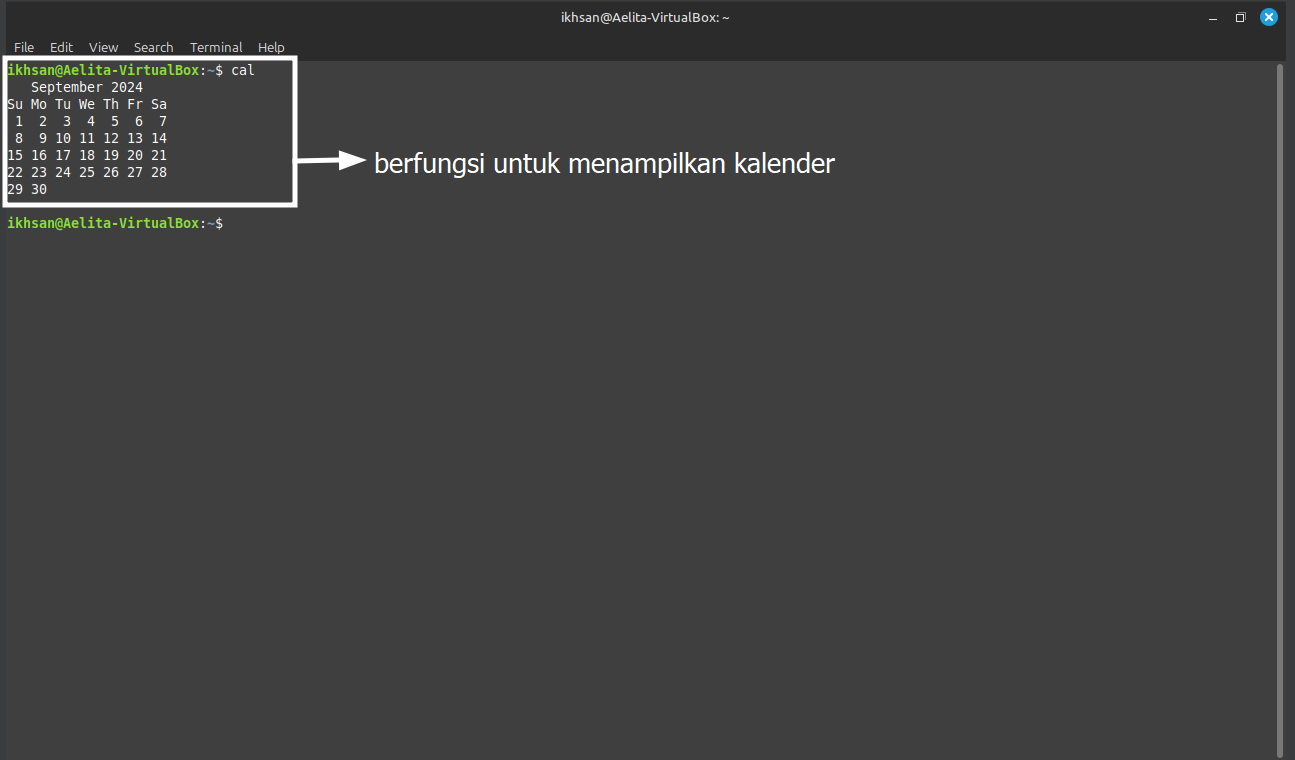 ikhsan@Aelita-VirtualBox: ~
File Edit View Search Terminal Help
ikhsan@Aelita-VirtualBox:~$ cal
   September 2024
Su Mo Tu We Th Fr Sa
 1  2  3  4  5  6  7
 8  9 10 11 12 13 14
15 16 17 18 19 20 21
22 23 24 25 26 27 28
29 30
berfungsi untuk menampilkan kalender
ikhsan@Aelita-VirtualBox:~$